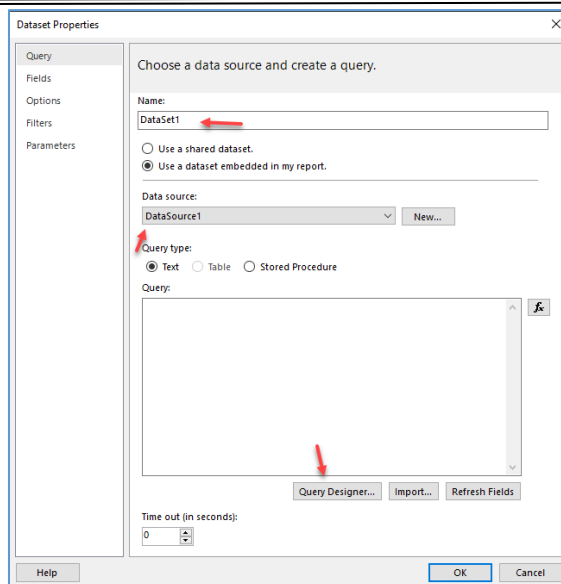 Dataset Properties
Query
Fields
Options
Filters
Parameters
Choose a data source and create a query.
Name:
DataSet1
Use a shared dataset.
Use a dataset embedded in my report.
Data source:
DataSource1
New...
Query type:
Text Table Stored Procedure
Query:
fx
Query Designer... Import... Refresh Fields
Time out (in seconds):
0
Help OK Cancel